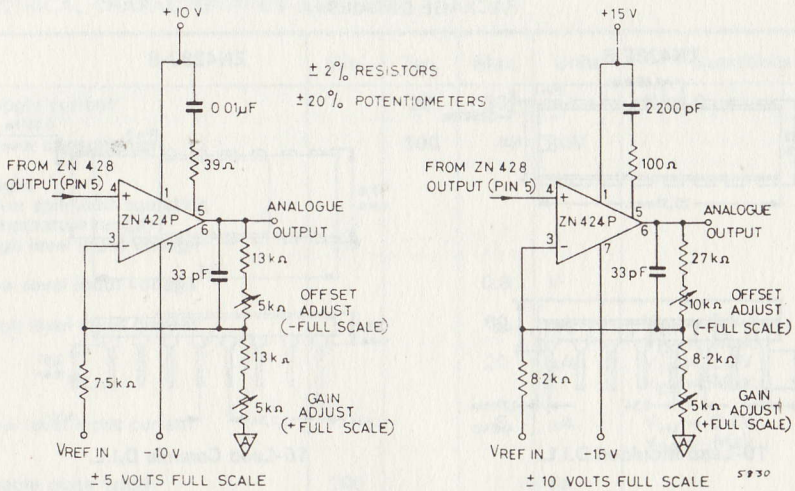 +10 V
± 2% RESISTORS
±20% POTENTIOMETERS
0·01µF
39Ω
FROM ZN 428
OUTPUT (PIN 5)
4
+
1
ZN 424P
5
6
3
7
ANALOGUE
OUTPUT
13kΩ
33 pF
5kΩ
OFFSET
ADJUST
(−FULL SCALE)
13kΩ
7·5kΩ
5kΩ
GAIN
ADJUST
(+FULL SCALE)
A
VREF IN
−10 V
± 5 VOLTS FULL SCALE
+15 V
2 200 pF
100Ω
FROM ZN 428
OUTPUT (PIN 5)
4
+
1
ZN 424P
5
6
3
−
7
ANALOGUE
OUTPUT
27kΩ
33pF
10kΩ
OFFSET
ADJUST
(−FULL SCALE)
8·2kΩ
8·2kΩ
5kΩ
GAIN
ADJUST
(+FULL SCALE)
A
VREF IN
−15 V
± 10 VOLTS FULL SCALE
5830